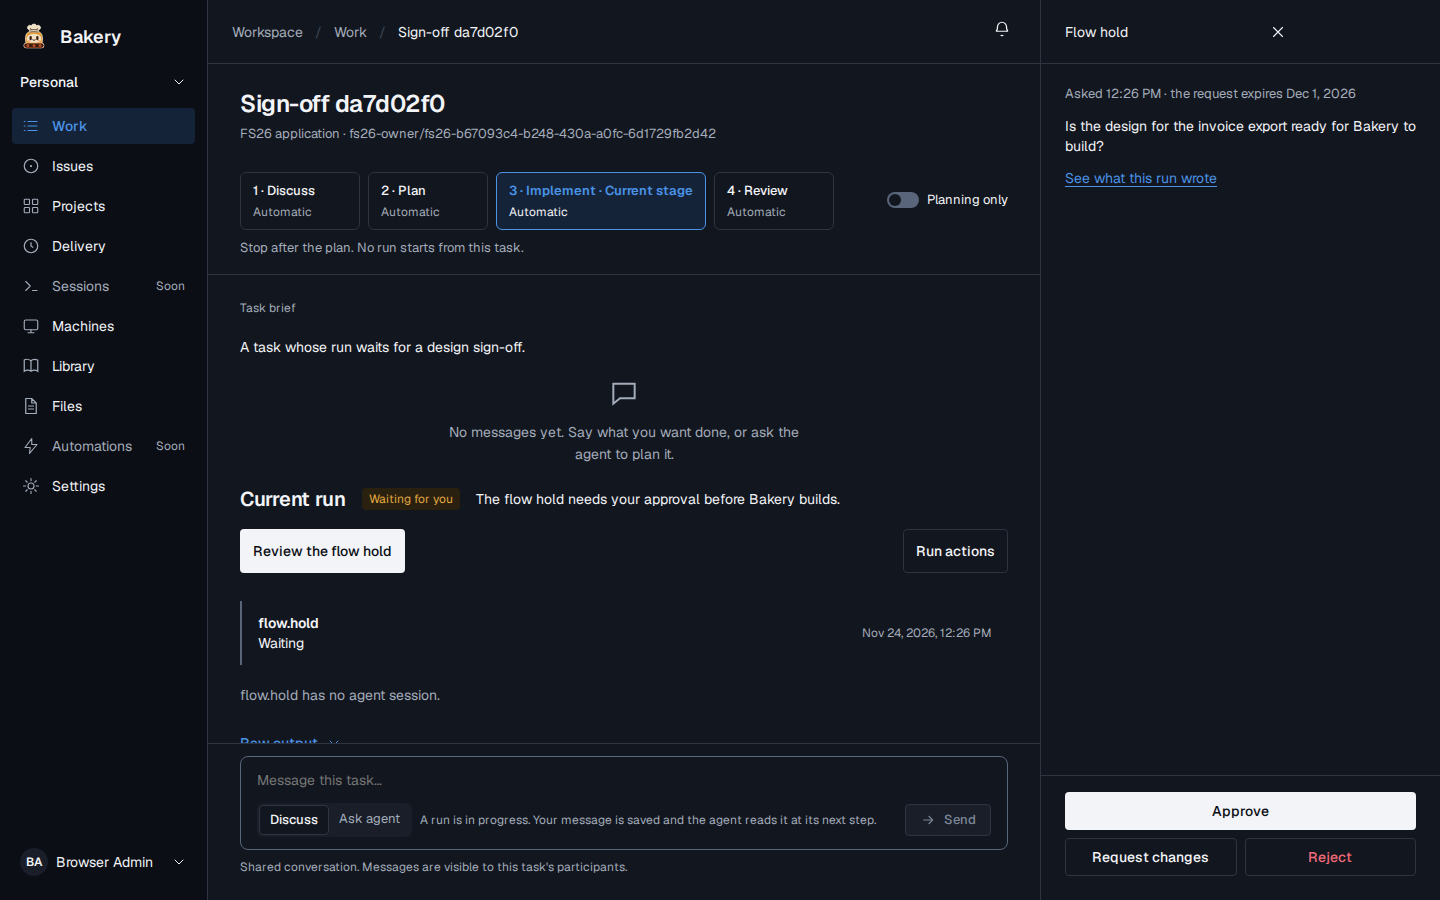 Bakery
Personal
Work
Issues
Projects
Delivery
Sessions Soon
Machines
Library
Files
Automations Soon
Settings
BA Browser Admin
Workspace / Work / Sign-off da7d02f0
Sign-off da7d02f0
FS26 application · fs26-owner/fs26-b67093c4-b248-430a-a0fc-6d1729fb2d42
1 · Discuss
Automatic
2 · Plan
Automatic
3 · Implement · Current stage
Automatic
4 · Review
Automatic
Planning only
Stop after the plan. No run starts from this task.
Task brief
A task whose run waits for a design sign-off.
No messages yet. Say what you want done, or ask the
agent to plan it.
Current run Waiting for you The flow hold needs your approval before Bakery builds.
Review the flow hold
Run actions
flow.hold
Waiting
Nov 24, 2026, 12:26 PM
flow.hold has no agent session.
Raw output
Message this task...
Discuss Ask agent A run is in progress. Your message is saved and the agent reads it at its next step. Send
Shared conversation. Messages are visible to this task's participants.
Flow hold
Asked 12:26 PM · the request expires Dec 1, 2026
Is the design for the invoice export ready for Bakery to
build?
See what this run wrote
Approve
Request changes
Reject